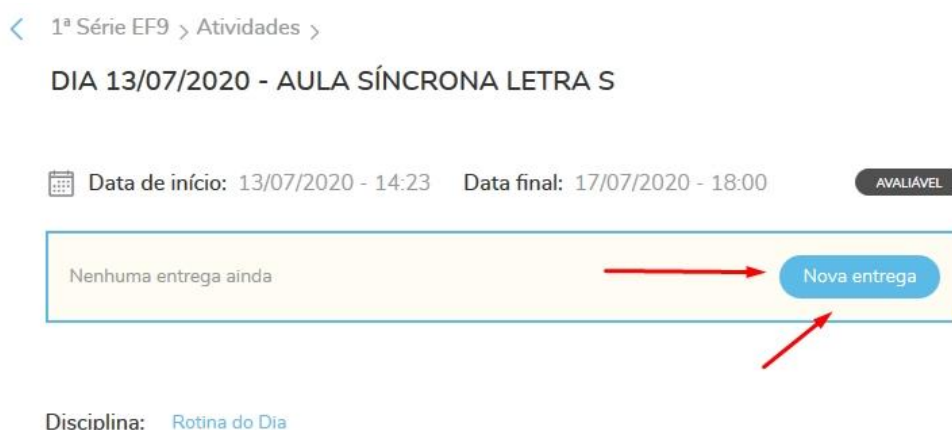 1ª Série EF9 > Atividades >
DIA 13/07/2020 - AULA SÍNCRONA LETRA S
Data de início: 13/07/2020 - 14:23 Data final: 17/07/2020 - 18:00 AVALIÁVEL
Nenhuma entrega ainda Nova entrega
Disciplina: Rotina do Dia